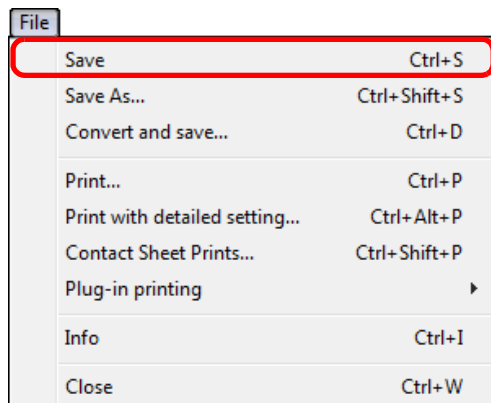 File
Save Ctrl+S
Save As... Ctrl+Shift+S
Convert and save... Ctrl+D
Print... Ctrl+P
Print with detailed setting... Ctrl+Alt+P
Contact Sheet Prints... Ctrl+Shift+P
Plug-in printing
Info Ctrl+I
Close Ctrl+W